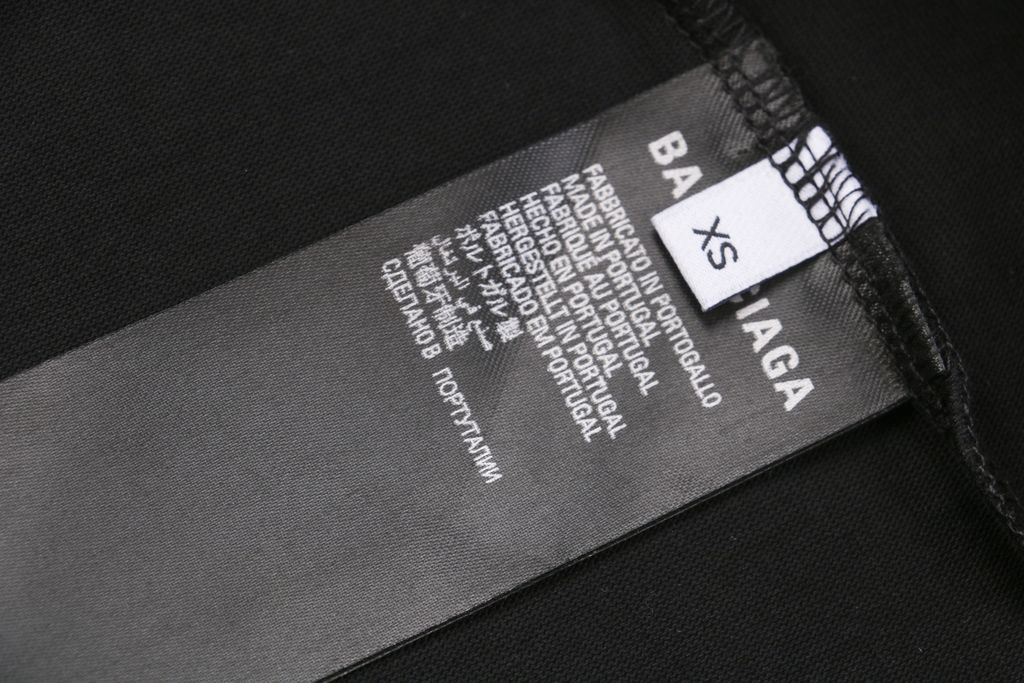 BA
IAGA
XS
FABBRICATO IN PORTOGALLO
MADE IN PORTUGAL
FABRIQUÉ AU PORTUGAL
HECHO EN PORTUGAL
HERGESTELLT IN PORTUGAL
FABRICADO EM PORTUGAL
ポルトガル製
葡萄牙制造
СДЕЛАНО В ПОРТУГАЛИИ